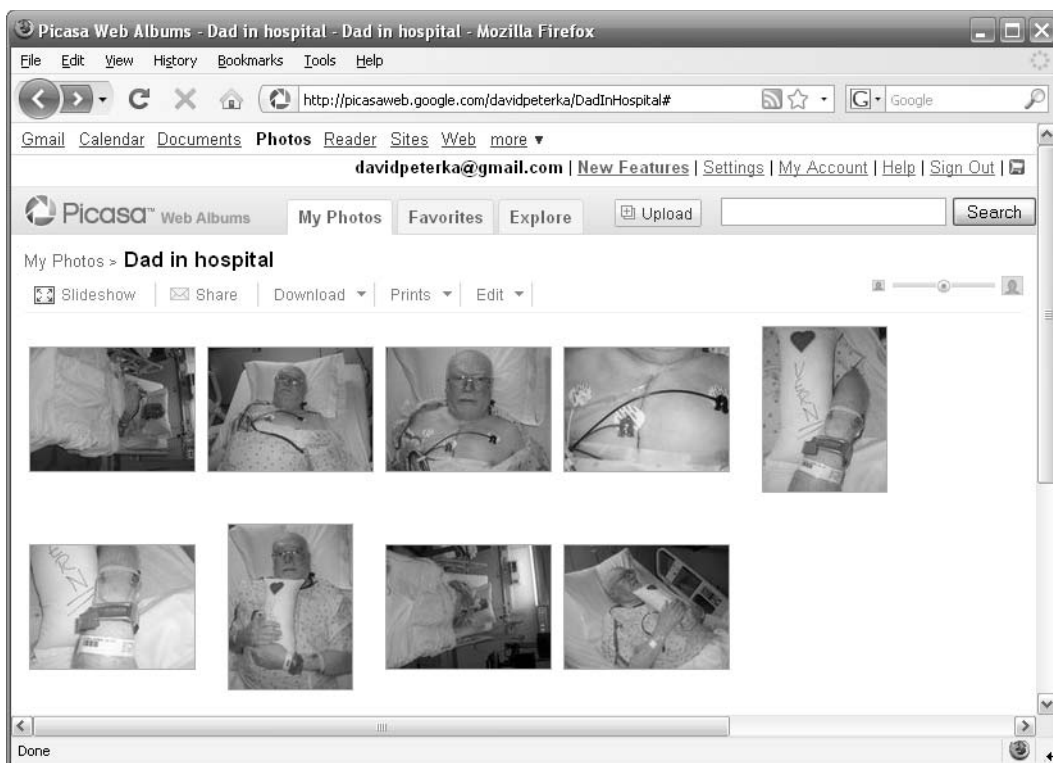 Picasa Web Albums - Dad in hospital - Dad in hospital - Mozilla Firefox
File Edit View History Bookmarks Tools Help
http://picasaweb.google.com/davidpeterka/DadInHospital#
G Google
Gmail Calendar Documents Photos Reader Sites Web more ▼
davidpeterka@gmail.com | New Features | Settings | My Account | Help | Sign Out |
Picasa™ Web Albums My Photos Favorites Explore Upload Search
My Photos > Dad in hospital
Slideshow Share Download ▼ Prints ▼ Edit ▼
Done